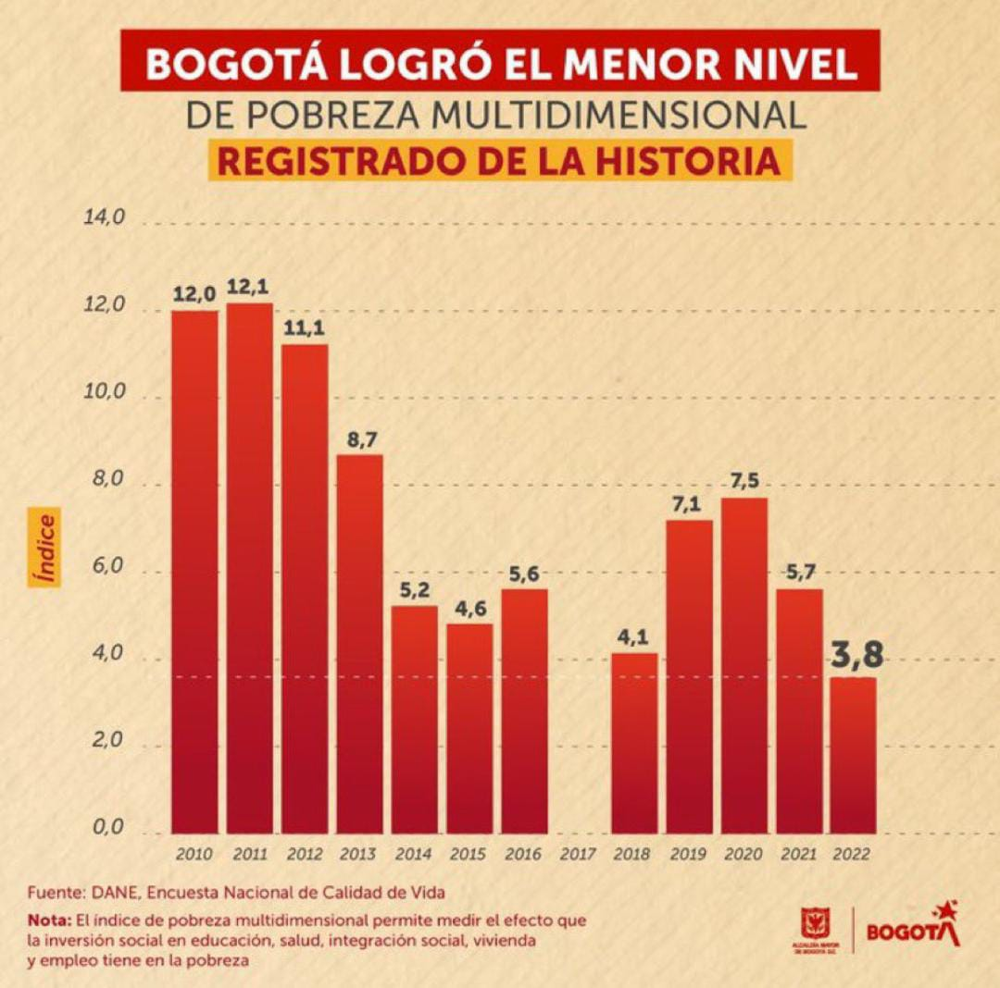 BOGOTÁ LOGRÓ EL MENOR NIVEL
DE POBREZA MULTIDIMENSIONAL
REGISTRADO DE LA HISTORIA
Índice
14,0
12,0
10,0
8,0
6,0
4,0
2,0
0,0
12,0 12,1 11,1 8,7 5,2 4,6 5,6 4,1 7,1 7,5 5,7 3,8
2010 2011 2012 2013 2014 2015 2016 2017 2018 2019 2020 2021 2022
Fuente: DANE, Encuesta Nacional de Calidad de Vida
Nota: El índice de pobreza multidimensional permite medir el efecto que
la inversión social en educación, salud, integración social, vivienda
y empleo tiene en la pobreza
ALCALDÍA MAYOR
DE BOGOTÁ D.C.
BOGOTÁ